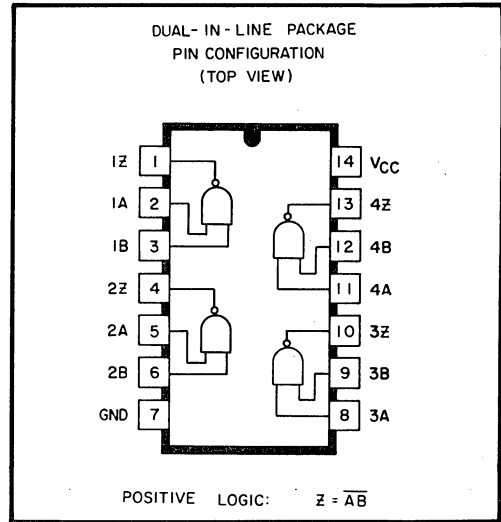 DUAL-IN-LINE PACKAGE
PIN CONFIGURATION
(TOP VIEW)
1Z 1 14 VCC
1A 2 13 4Z
1B 3 12 4B
2Z 4 11 4A
2A 5 10 3Z
2B 6 9 3B
GND 7 8 3A
POSITIVE LOGIC: Z = A̅B̅